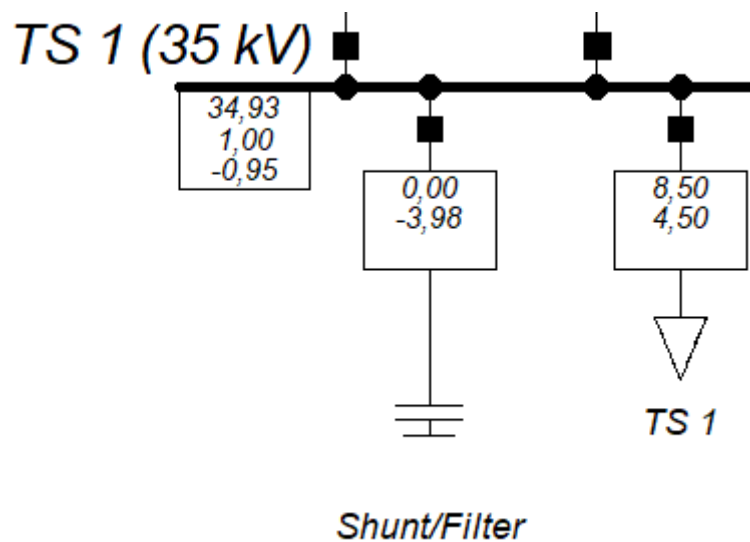 TS 1 (35 kV)
34,93
1,00
-0,95
0,00
-3,98
8,50
4,50
TS 1
Shunt/Filter